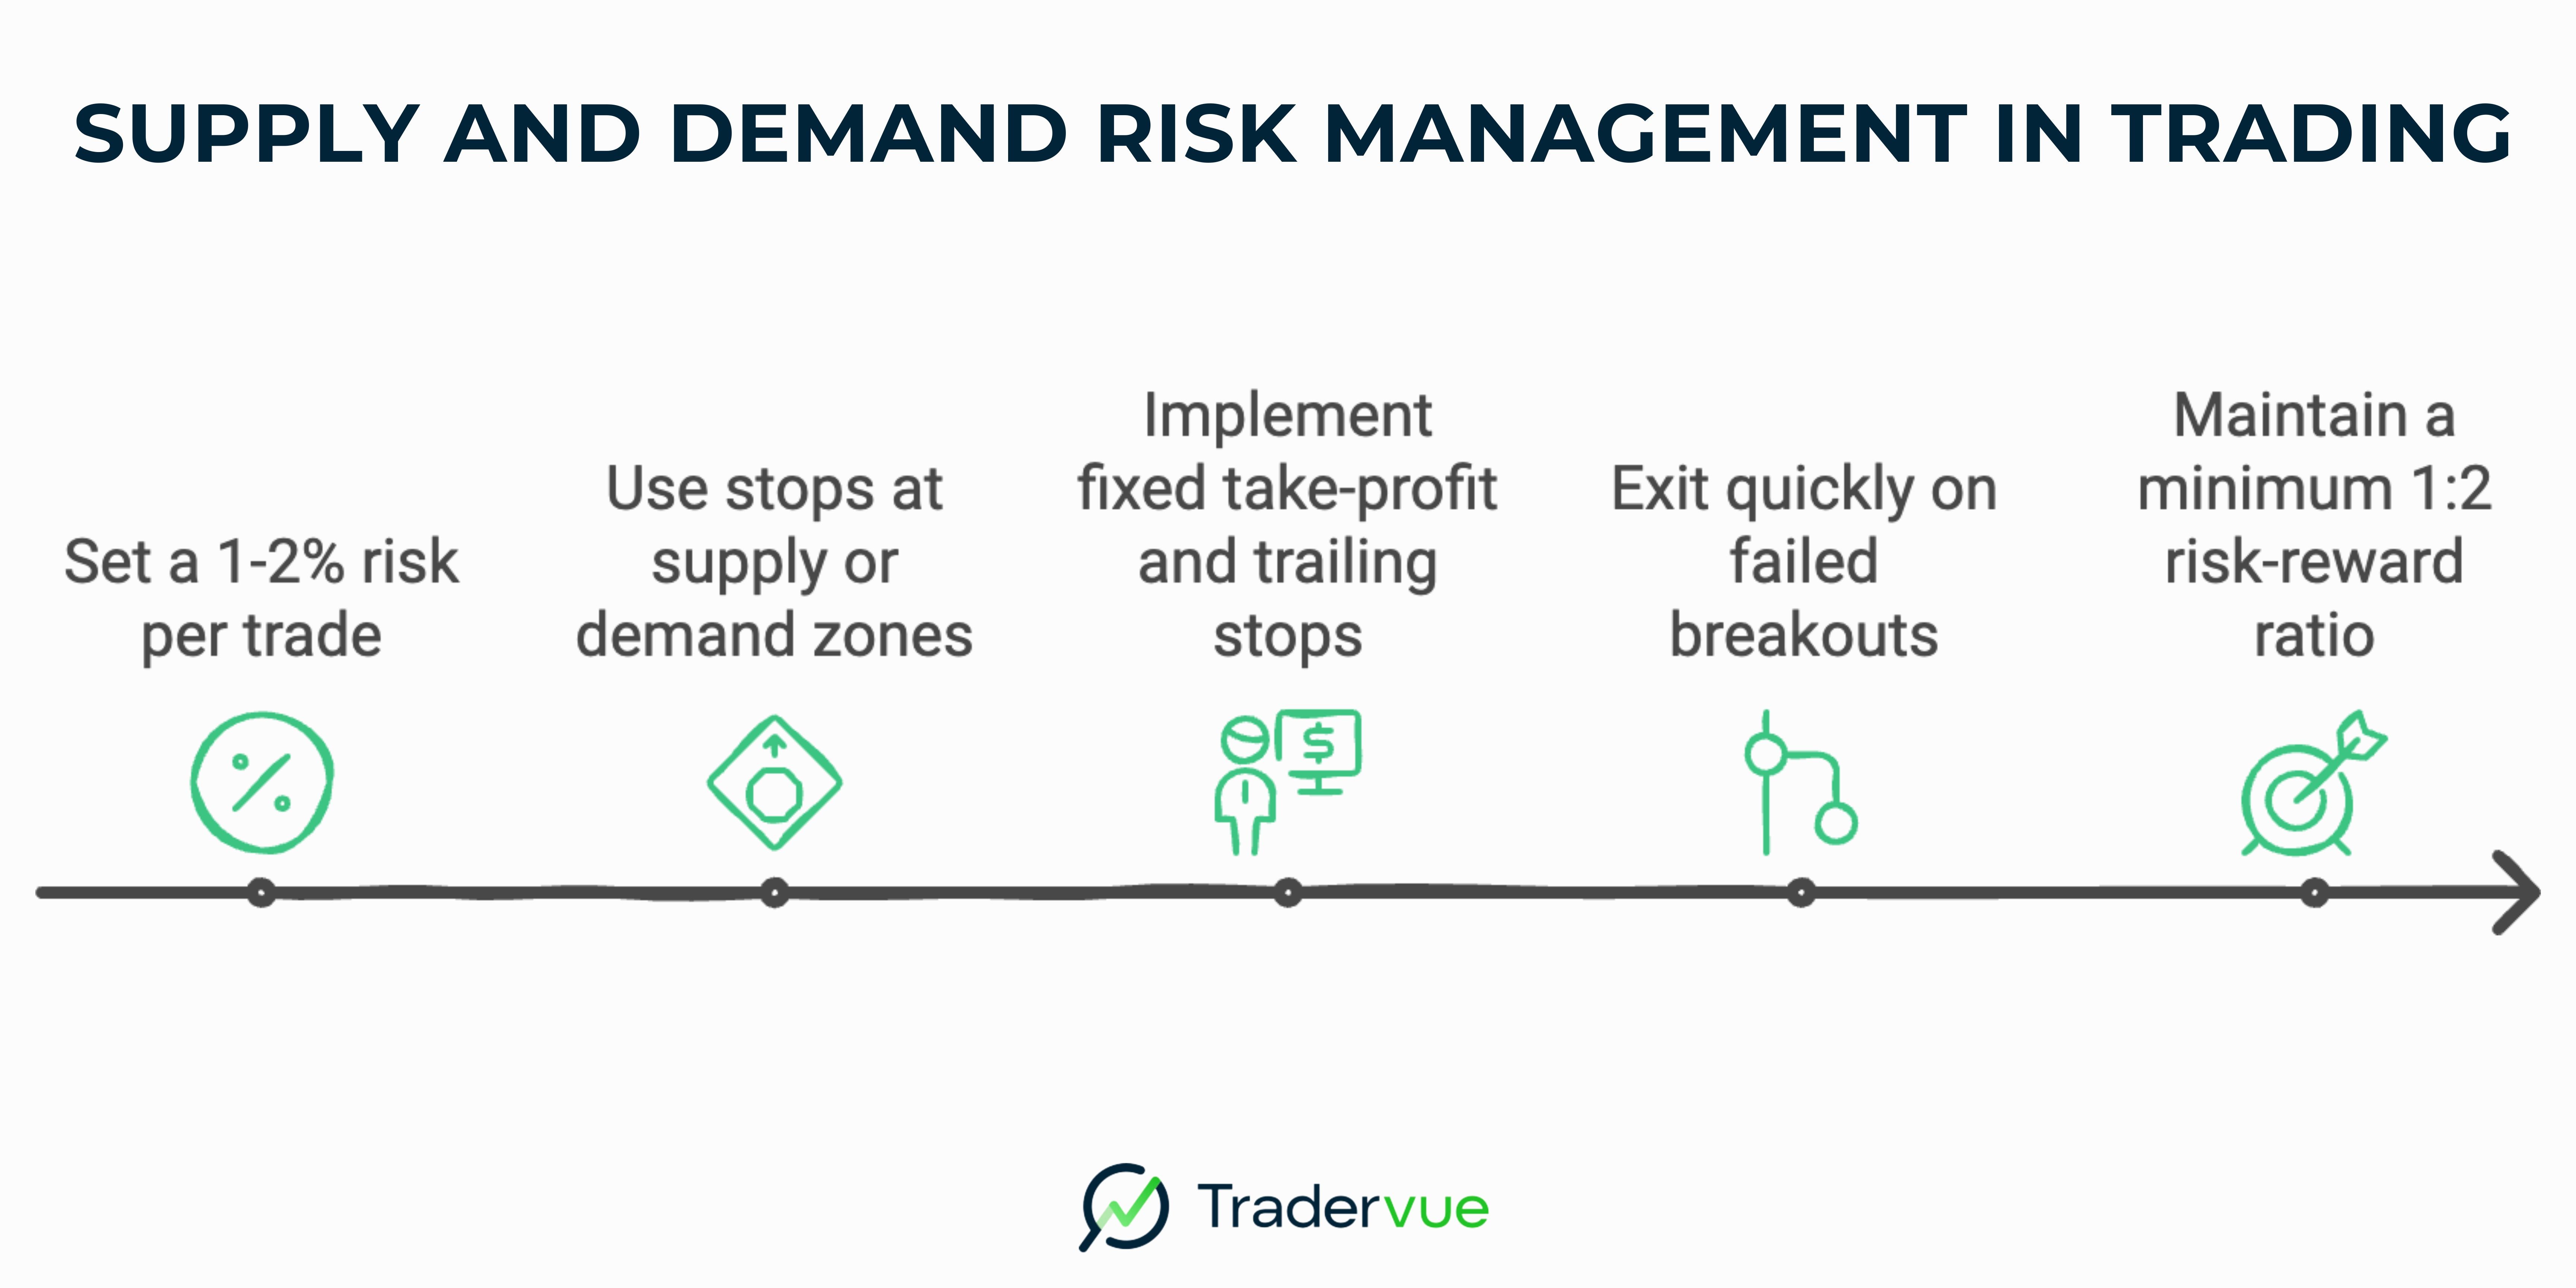 SUPPLY AND DEMAND RISK MANAGEMENT IN TRADING
Set a 1-2% risk
per trade
Use stops at
supply or
demand zones
Implement
fixed take-profit
and trailing
stops
Exit quickly on
failed
breakouts
Maintain a
minimum 1:2
risk-reward
ratio
%
$
Tradervue